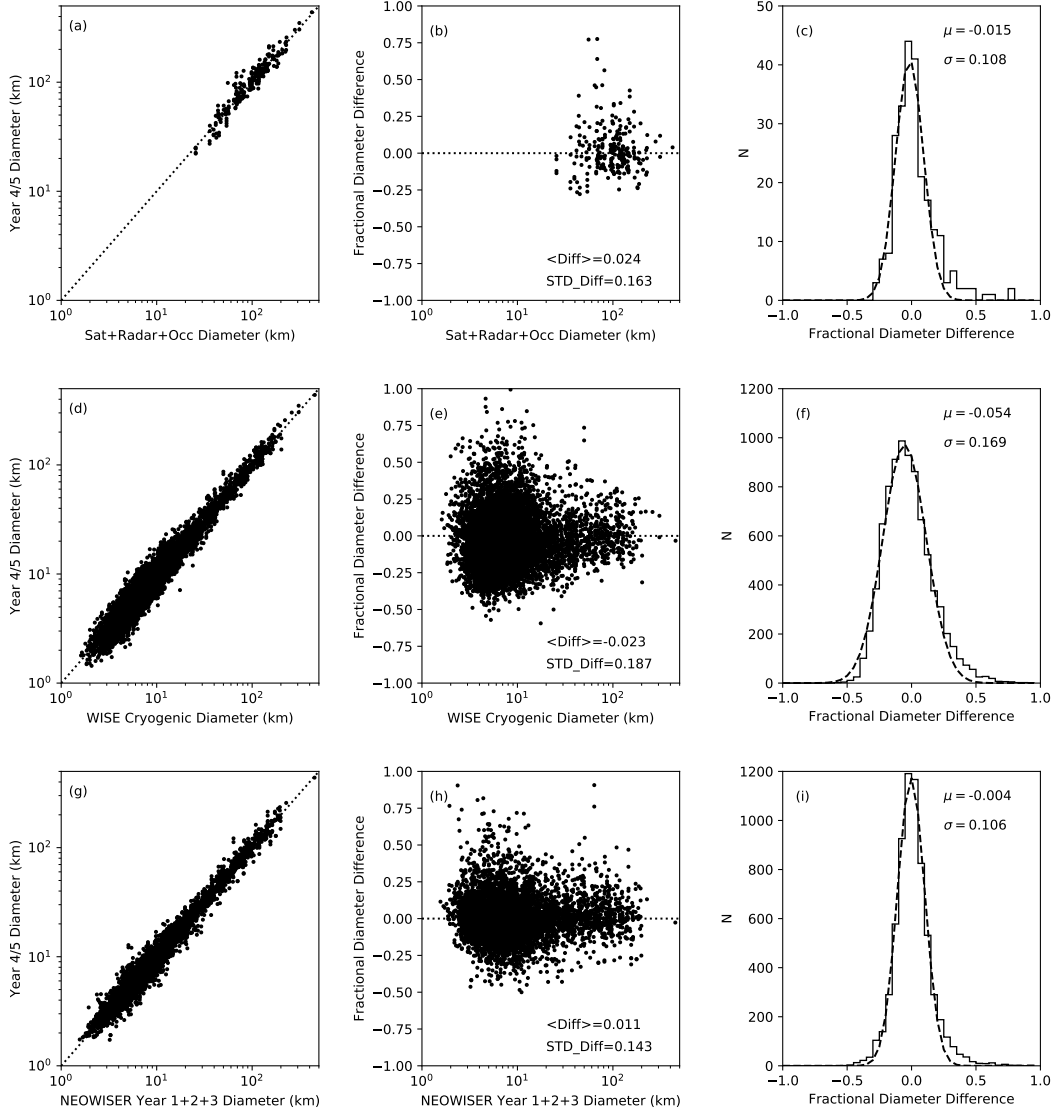 (a)
Year 4/5 Diameter (km)
10^2
10^1
10^0
10^0 10^1 10^2
Sat+Radar+Occ Diameter (km)
(b)
Fractional Diameter Difference
1.00
0.75
0.50
0.25
0.00
−0.25
−0.50
−0.75
−1.00
<Diff>=0.024
STD_Diff=0.163
10^0 10^1 10^2
Sat+Radar+Occ Diameter (km)
(c)
μ = -0.015
σ = 0.108
N
50
40
30
20
10
0
−1.0 −0.5 0.0 0.5 1.0
Fractional Diameter Difference
(d)
Year 4/5 Diameter (km)
10^2
10^1
10^0
10^0 10^1 10^2
WISE Cryogenic Diameter (km)
(e)
Fractional Diameter Difference
1.00
0.75
0.50
0.25
0.00
−0.25
−0.50
−0.75
−1.00
<Diff>=-0.023
STD_Diff=0.187
10^0 10^1 10^2
WISE Cryogenic Diameter (km)
(f)
μ = -0.054
σ = 0.169
N
1200
1000
800
600
400
200
0
−1.0 −0.5 0.0 0.5 1.0
Fractional Diameter Difference
(g)
Year 4/5 Diameter (km)
10^2
10^1
10^0
10^0 10^1 10^2
NEOWISER Year 1+2+3 Diameter (km)
(h)
Fractional Diameter Difference
1.00
0.75
0.50
0.25
0.00
−0.25
−0.50
−0.75
−1.00
<Diff>=0.011
STD_Diff=0.143
10^0 10^1 10^2
NEOWISER Year 1+2+3 Diameter (km)
(i)
μ = -0.004
σ = 0.106
N
1200
1000
800
600
400
200
0
−1.0 −0.5 0.0 0.5 1.0
Fractional Diameter Difference